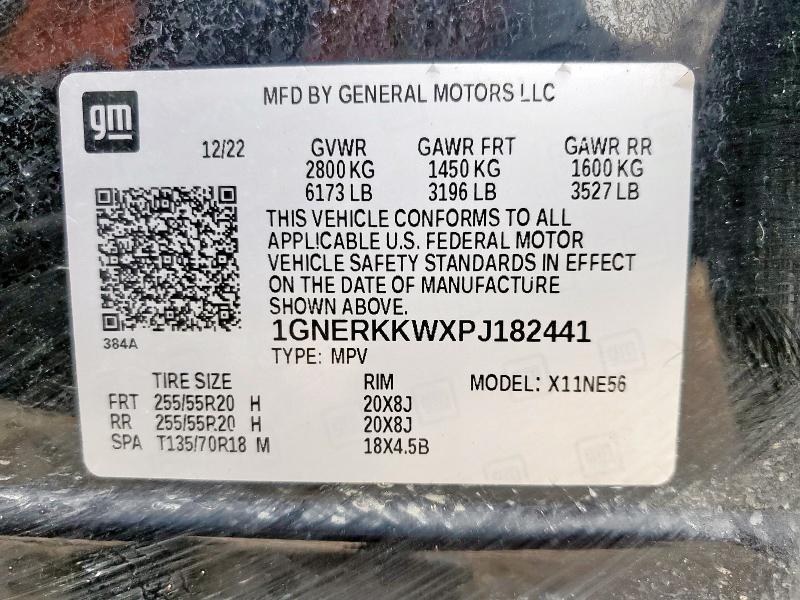 gm
MFD BY GENERAL MOTORS LLC
12/22 GVWR GAWR FRT GAWR RR
2800 KG 1450 KG 1600 KG
6173 LB 3196 LB 3527 LB
THIS VEHICLE CONFORMS TO ALL
APPLICABLE U.S. FEDERAL MOTOR
VEHICLE SAFETY STANDARDS IN EFFECT
ON THE DATE OF MANUFACTURE
SHOWN ABOVE.
384A
1GNERKKWXPJ182441
TYPE: MPV
TIRE SIZE RIM MODEL: X11NE56
FRT 255/55R20 H 20X8J
RR 255/55R20 H 20X8J
SPA T135/70R18 M 18X4.5B